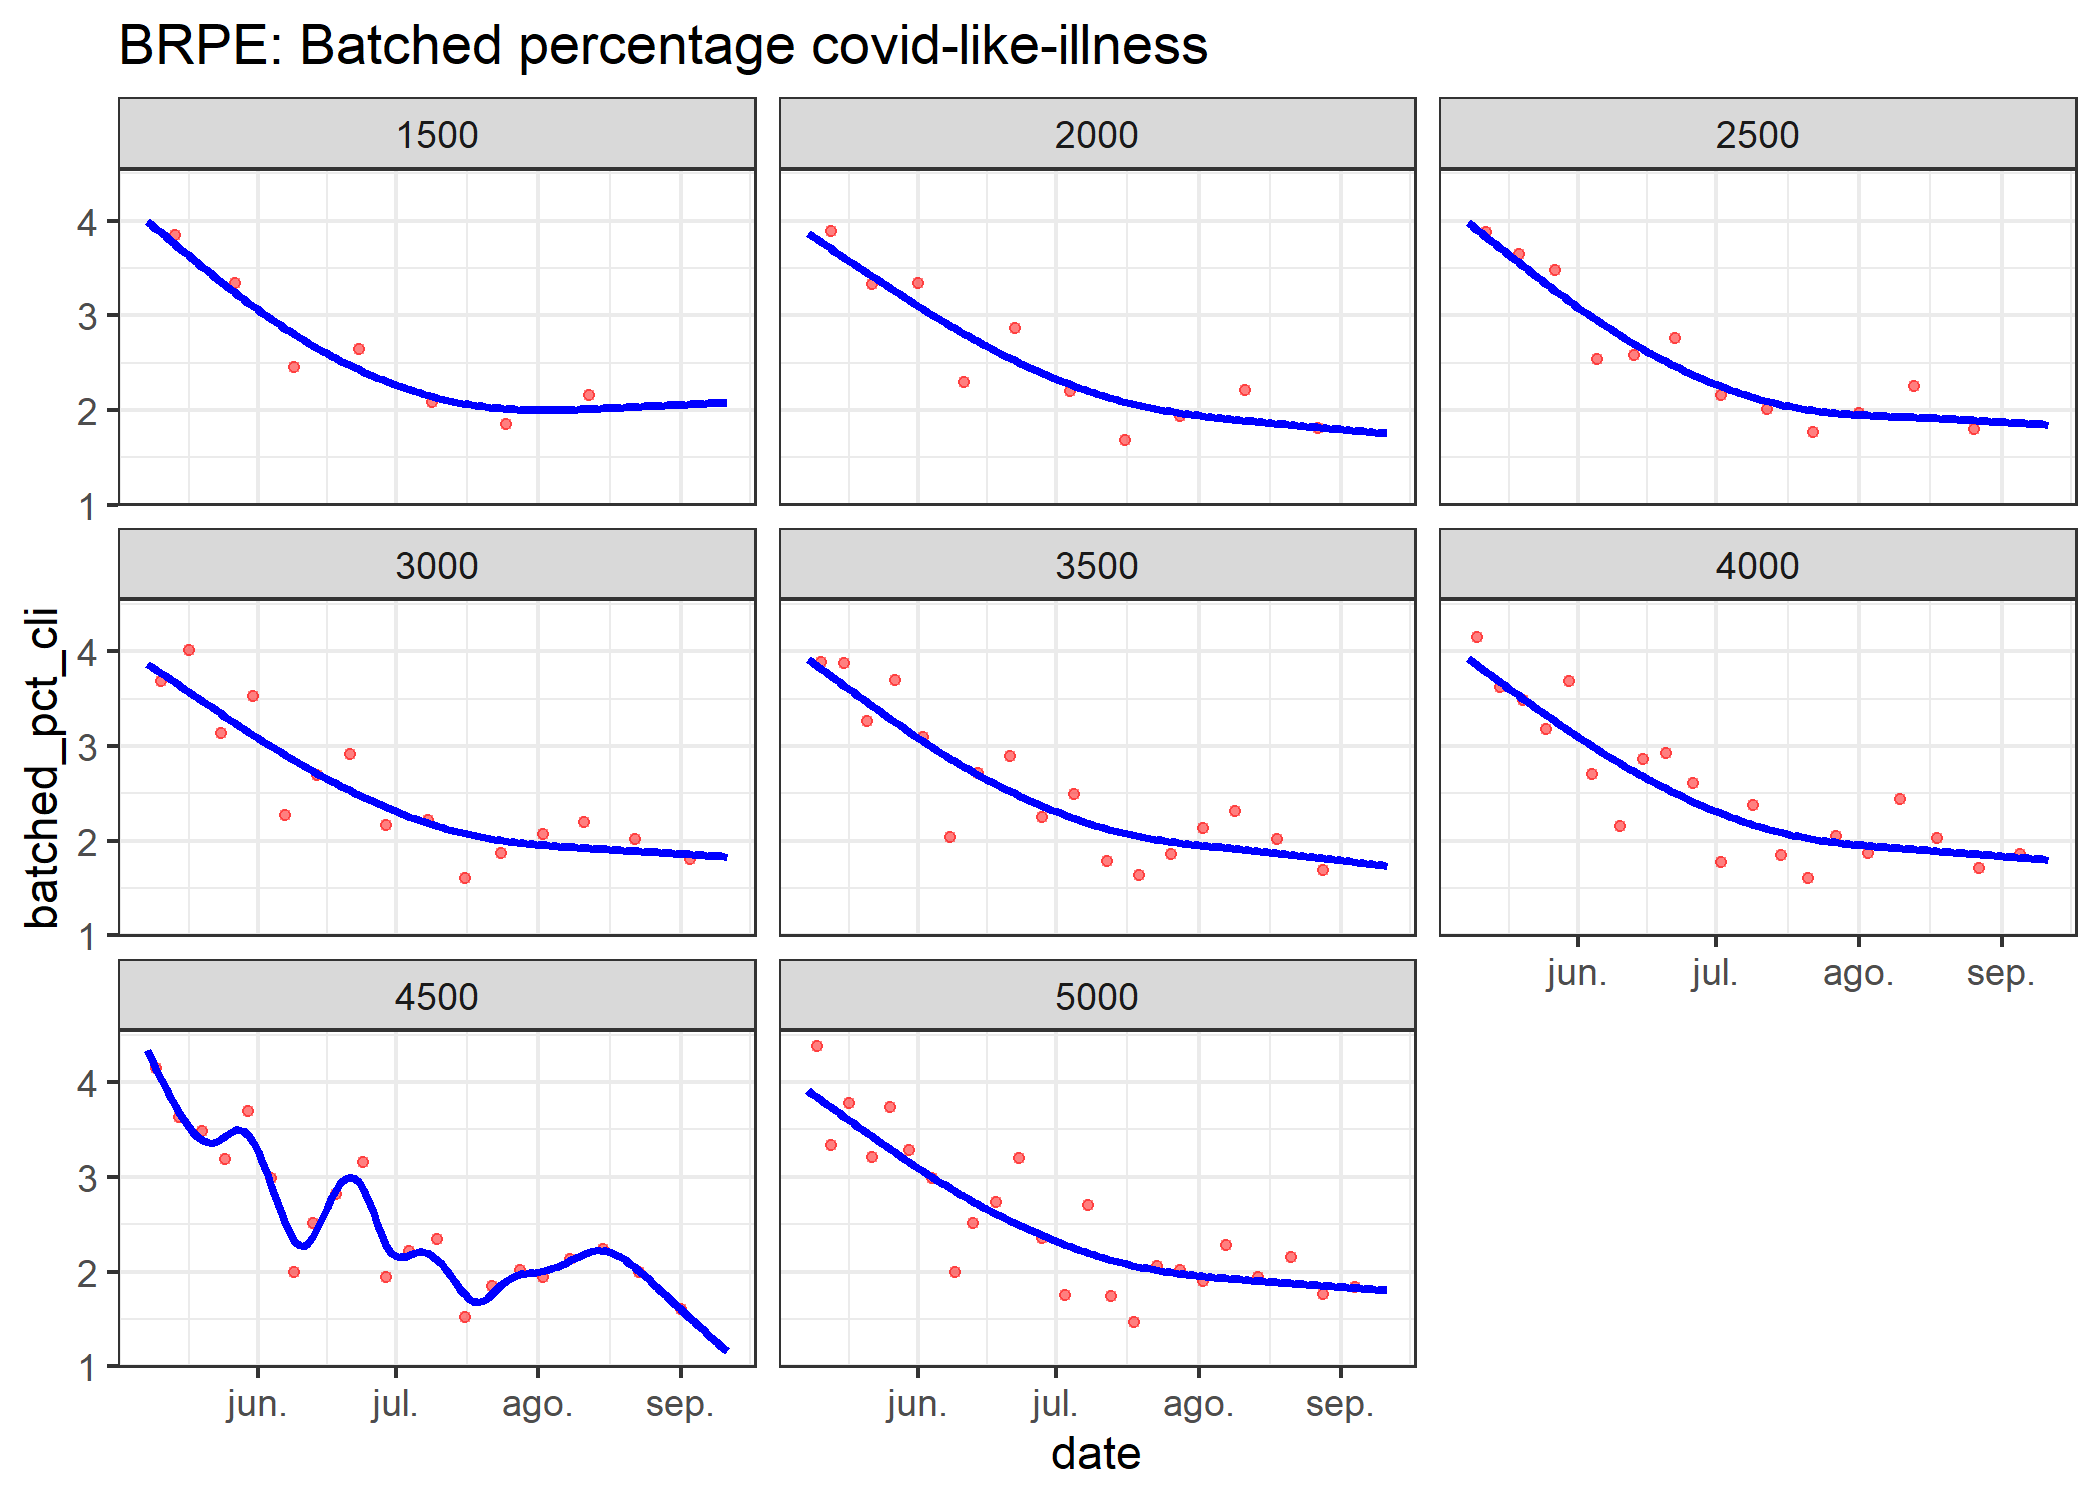 BRPE: Batched percentage covid-like-illness
1500
2000
2500
4
3
2
1
3000
3500
4000
batched_pct_cli
4
3
2
1
jun.
jul.
ago.
sep.
4500
5000
4
3
2
1
jun.
jul.
ago.
sep.
jun.
jul.
ago.
sep.
date